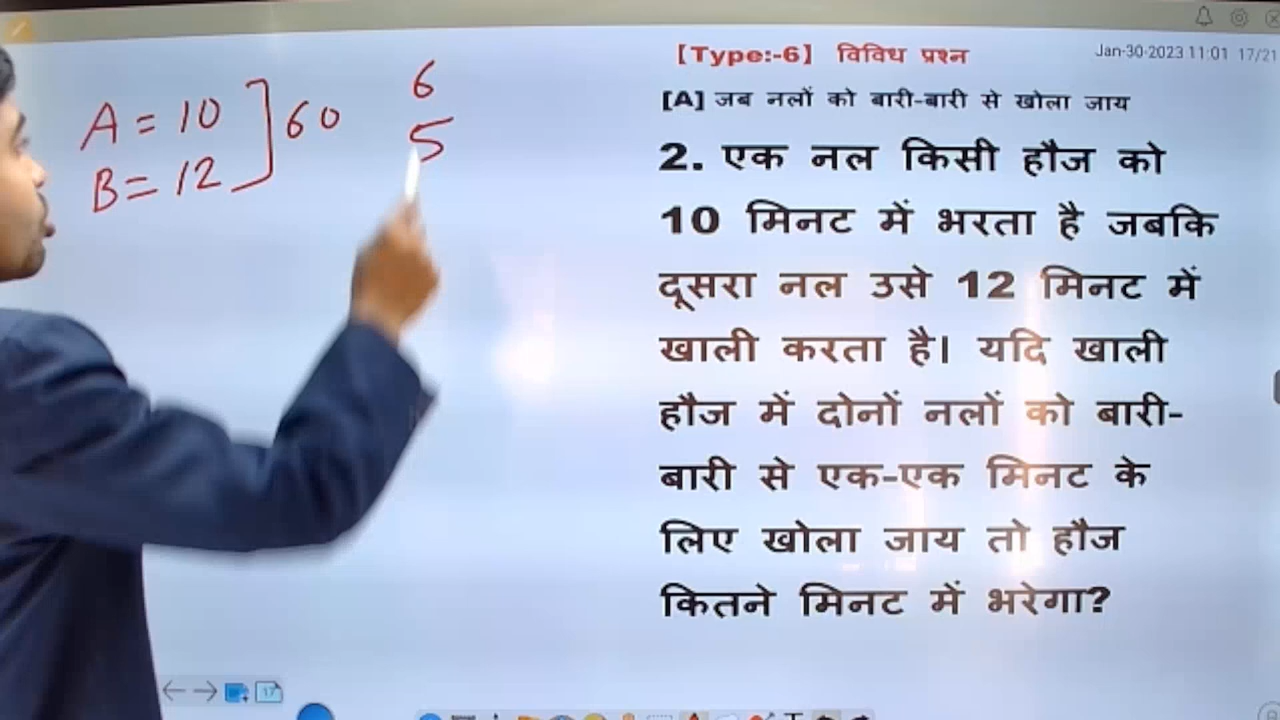 【Type:-6】 विविध प्रश्न
Jan-30-2023 11:01 17/21
[A] जब नलों को बारी-बारी से खोला जाय
2. एक नल किसी हौज को
10 मिनट में भरता है जबकि
दूसरा नल उसे 12 मिनट में
खाली करता है। यदि खाली
हौज में दोनों नलों को बारी-
बारी से एक-एक मिनट के
लिए खोला जाय तो हौज
कितने मिनट में भरेगा?
A = 10
B = 12
] 60
6
5
17